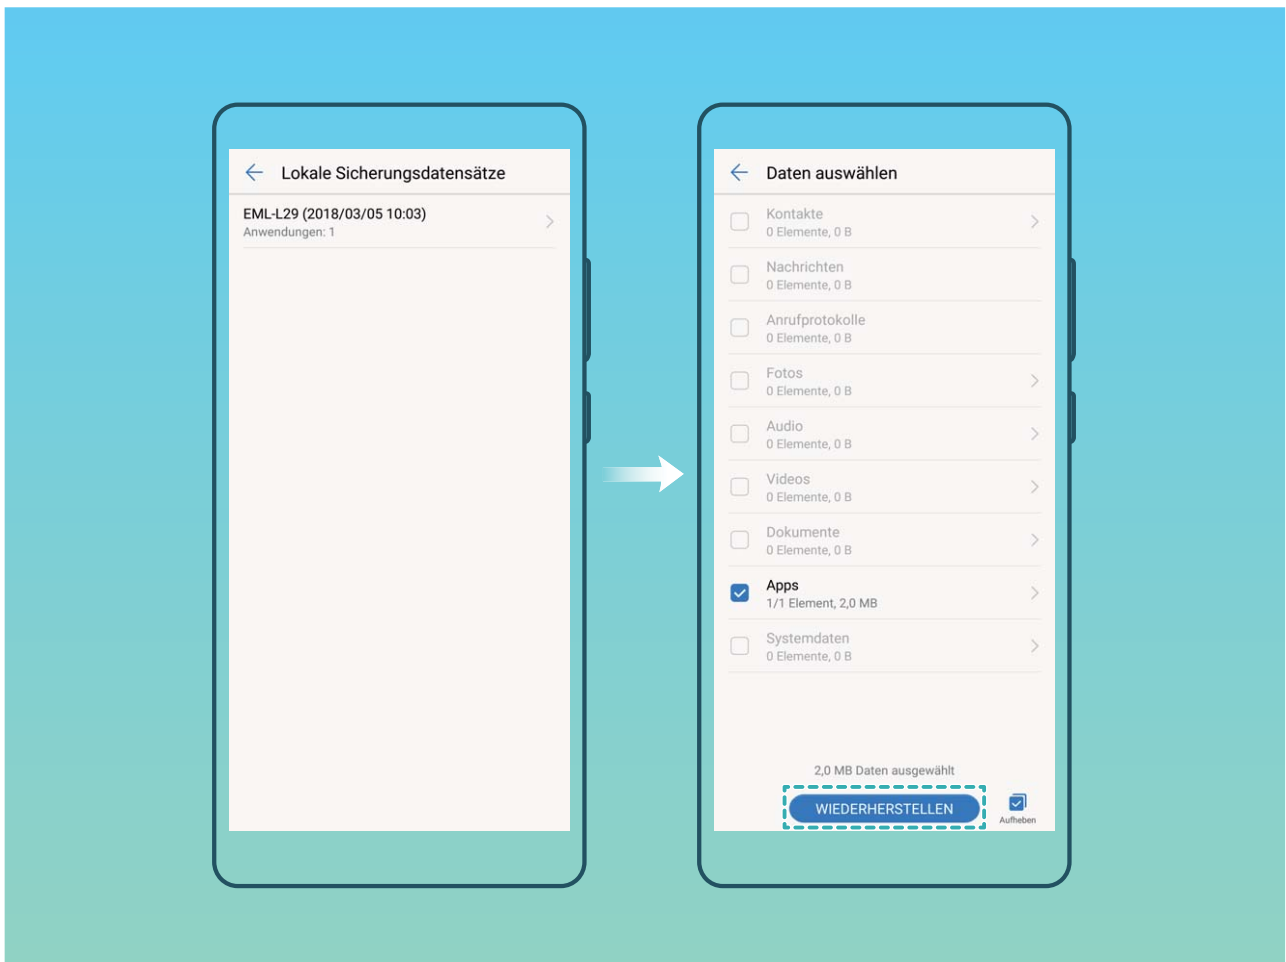 Lokale Sicherungsdatensätze
EML-L29 (2018/03/05 10:03)
Anwendungen: 1
Daten auswählen
Kontakte
0 Elemente, 0 B
Nachrichten
0 Elemente, 0 B
Anrufprotokolle
0 Elemente, 0 B
Fotos
0 Elemente, 0 B
Audio
0 Elemente, 0 B
Videos
0 Elemente, 0 B
Dokumente
0 Elemente, 0 B
Apps
1/1 Element, 2,0 MB
Systemdaten
0 Elemente, 0 B
2,0 MB Daten ausgewählt
WIEDERHERSTELLEN
Aufheben